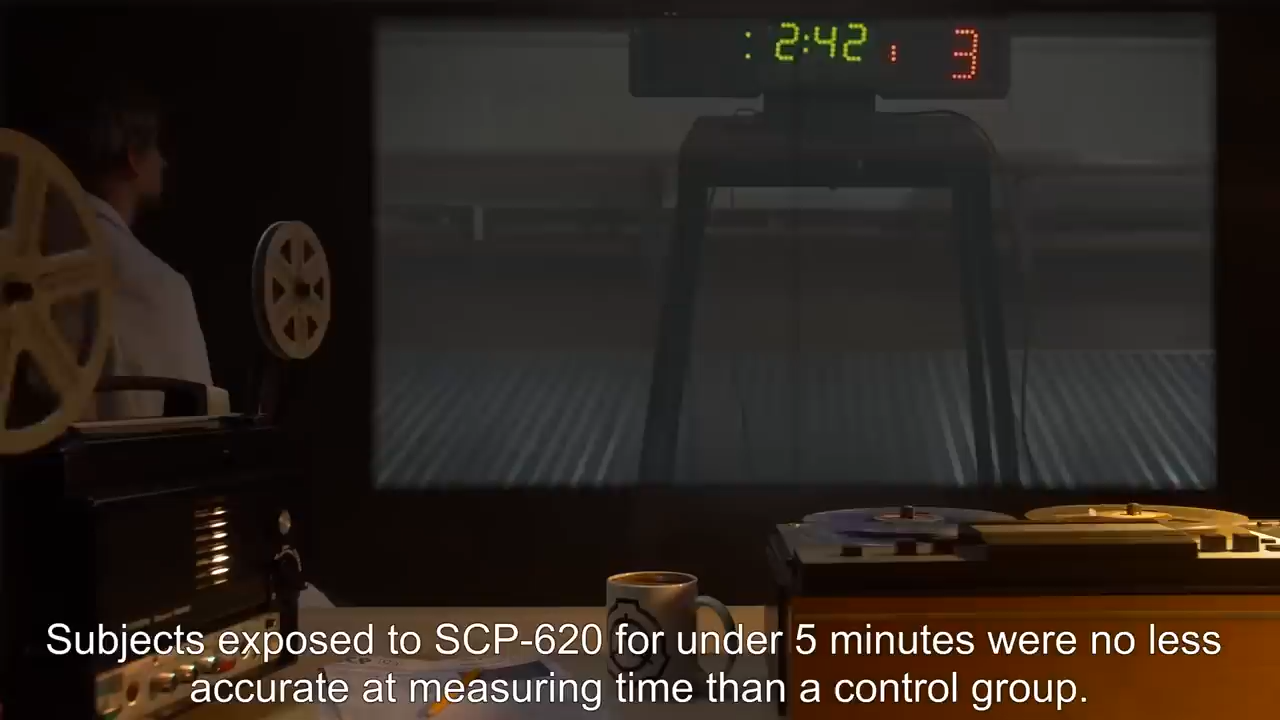 : 2:42 : 3
Subjects exposed to SCP-620 for under 5 minutes were no less
accurate at measuring time than a control group.